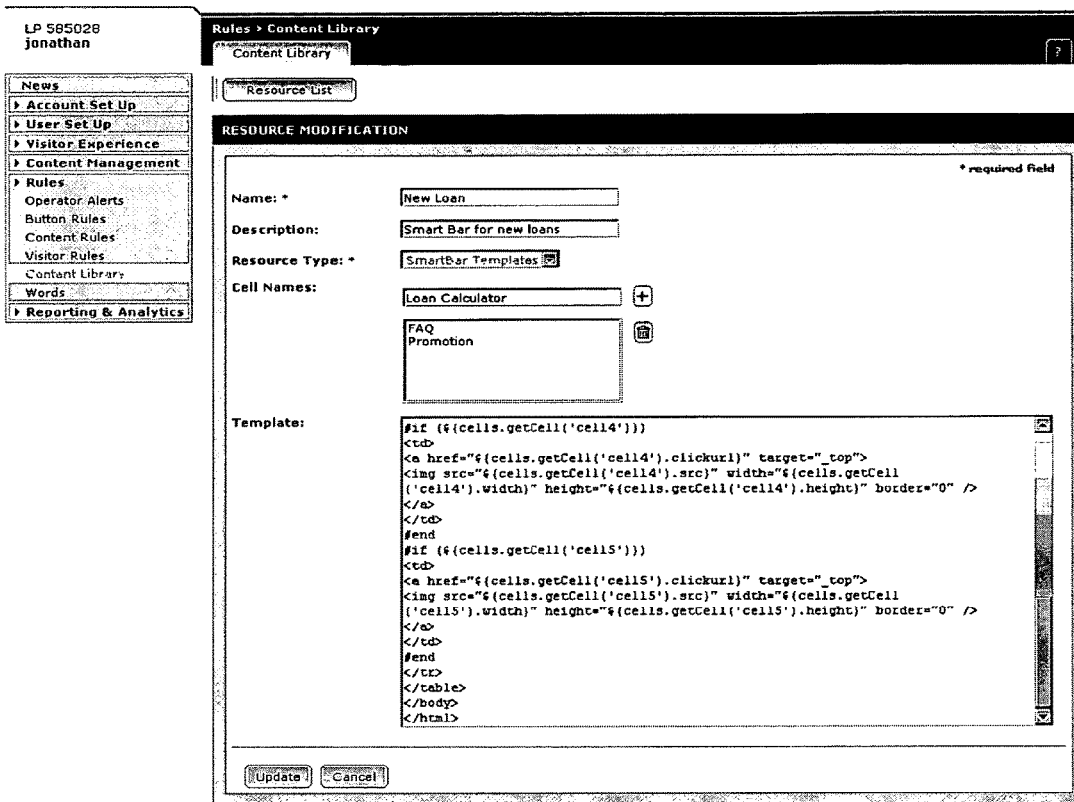 LP 585028
jonathan
Rules > Content Library
Content Library
?
News
Account Set Up
User Set Up
Visitor Experience
Content Management
Rules
Operator Alerts
Button Rules
Content Rules
Visitor Rules
Content Library
Words
Reporting & Analytics
Resource List
RESOURCE MODIFICATION
* required field
Name: *
New Loan
Description:
Smart Bar for new loans
Resource Type: *
SmartBar Templates
Cell Names:
Loan Calculator
+
FAQ
Promotion
Template:
#if (${cells.getCell('cell4')})
<td>
<a href="${cells.getCell('cell4').clickurl}" target="_top">
<img src="${cells.getCell('cell4').src}" width="${cells.getCell
('cell4').width}" height="${cells.getCell('cell4').height}" border="0" />
</a>
</td>
#end
#if (${cells.getCell('cell5')})
<td>
<a href="${cells.getCell('cell5').clickurl}" target="_top">
<img src="${cells.getCell('cell5').src}" width="${cells.getCell
('cell5').width}" height="${cells.getCell('cell5').height}" border="0" />
</a>
</td>
#end
</tr>
</table>
</body>
</html>
Update
Cancel